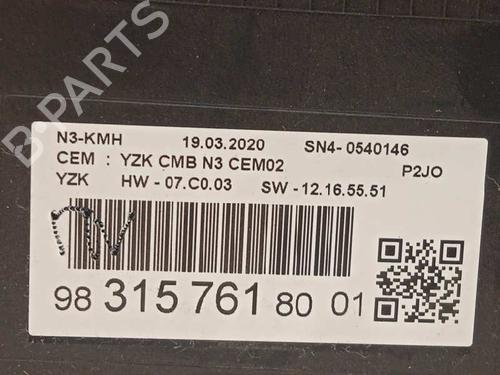 B-PARTS
N3-KMH 19.03.2020 SN4- 0540146
CEM : YZK CMB N3 CEM02 P2JO
YZK HW - 07.C0.03 SW - 12.16.55.51
98 315 761 80 01